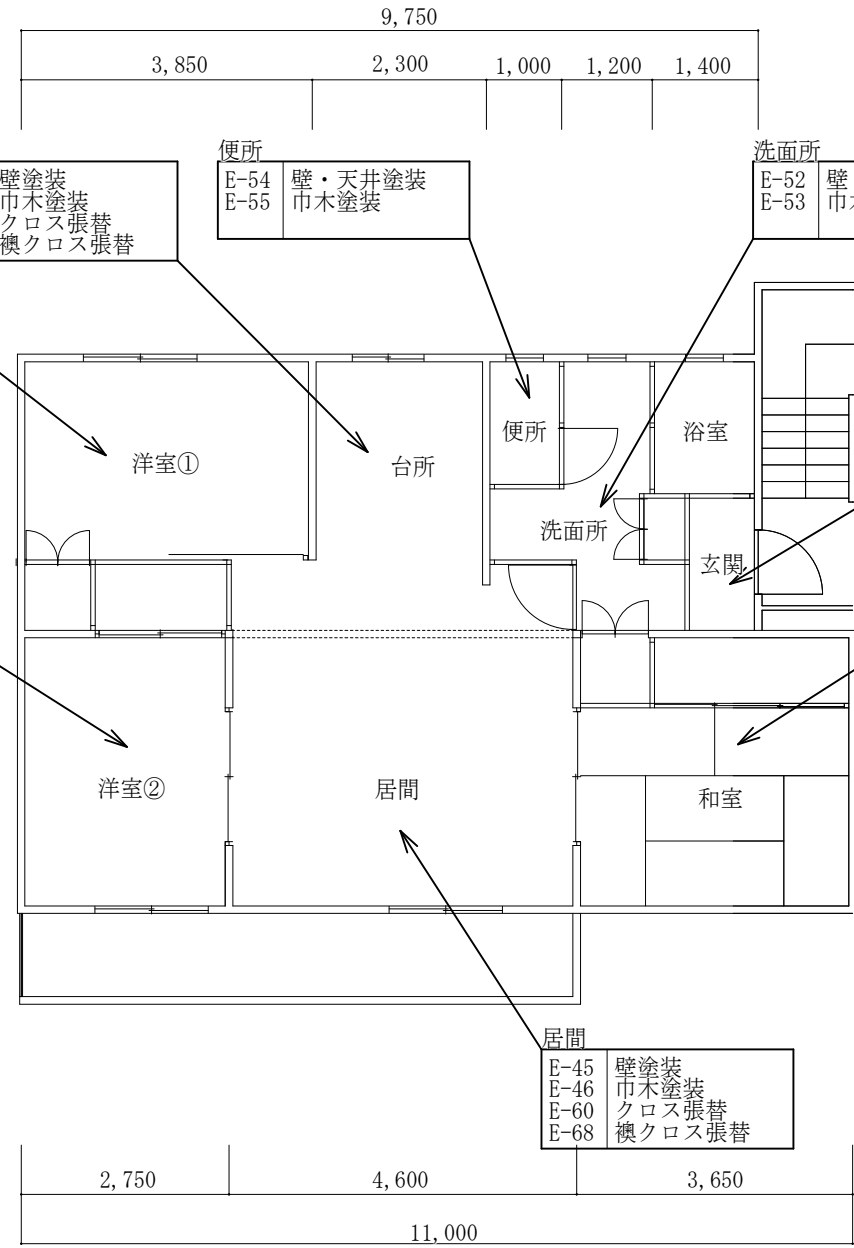 9,750
3,850 2,300 1,000 1,200 1,400
便所
洗面所
壁塗装
巾木塗装
クロス張替
襖クロス張替
E-54 壁・天井塗装
E-55 巾木塗装
E-52 壁
E-53 巾
便所
浴室
洋室①
台所
洗面所
玄関
洋室②
居間
和室
居間
E-45 壁塗装
E-46 巾木塗装
E-60 クロス張替
E-68 襖クロス張替
2,750 4,600 3,650
11,000